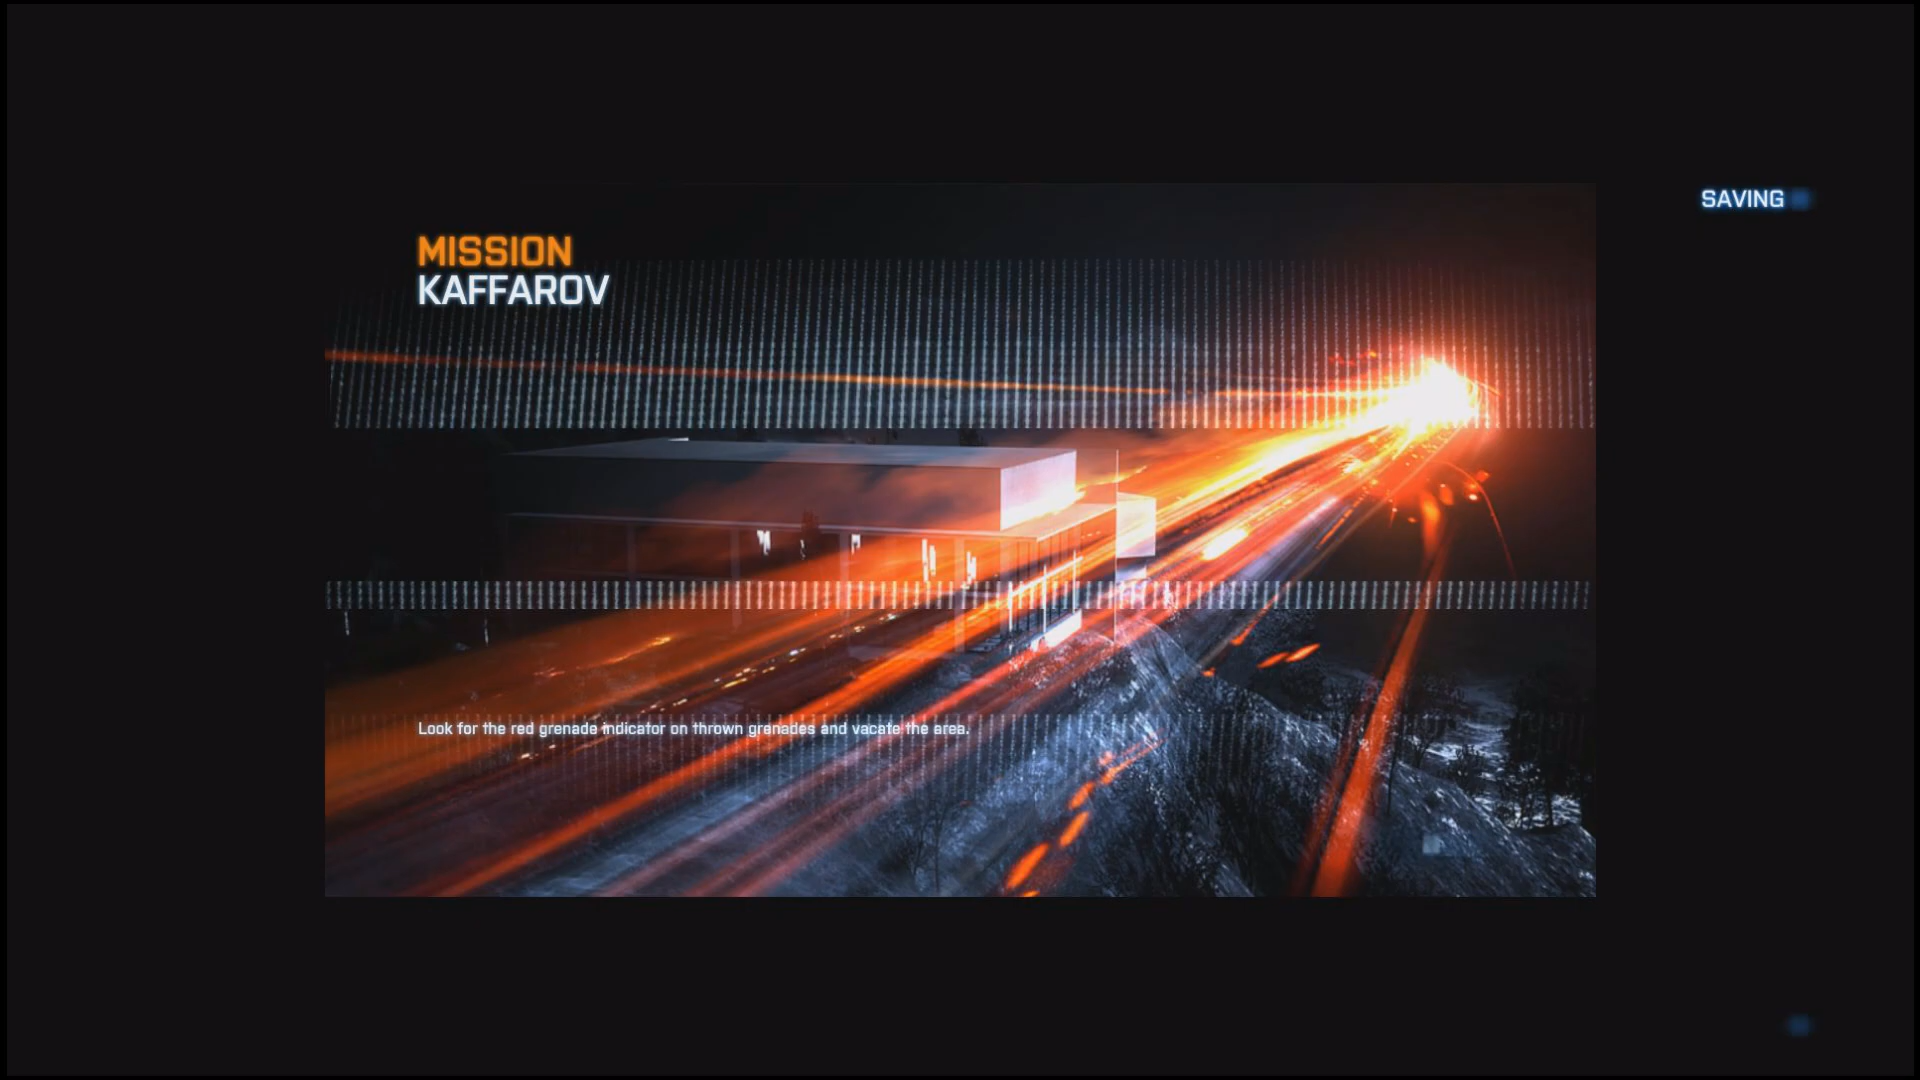 MISSION
KAFFAROV
SAVING
Look for the red grenade indicator on thrown grenades and vacate the area.